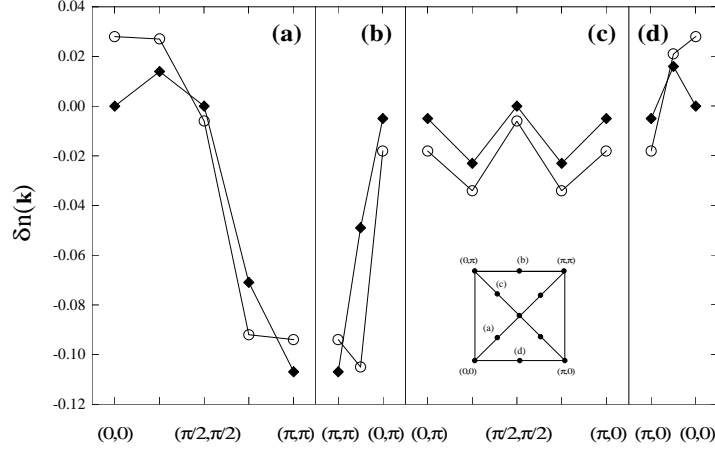 0.04
0.02
0.00
-0.02
-0.04
-0.06
-0.08
-0.10
-0.12
δn(k)
(a)
(b)
(c)
(d)
(0,π)
(b)
(π,π)
(c)
(a)
(d)
(0,0)
(π,0)
(0,0) (π/2,π/2) (π,π) (π,π) (0,π) (0,π) (π/2,π/2) (π,0) (π,0) (0,0)